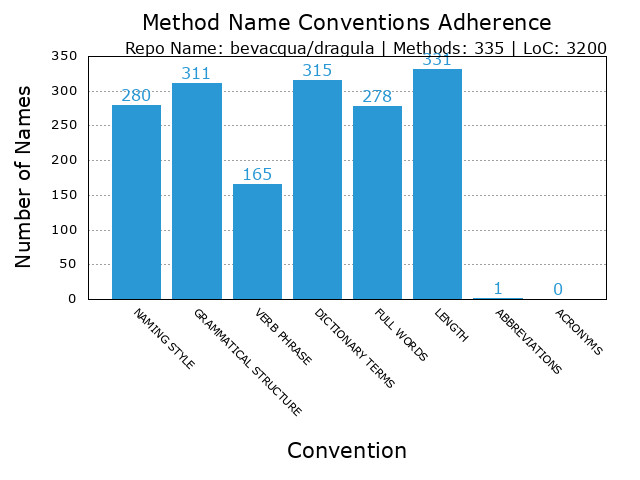 Method Name Conventions Adherence
Repo Name: bevacqua/dragula | Methods: 335 | LoC: 3200
Number of Names
350
300
250
200
150
100
50
0
280
311
165
315
278
331
1
0
NAMING STYLE
GRAMMATICAL STRUCTURE
VERB PHRASE
DICTIONARY TERMS
FULL WORDS
LENGTH
ABBREVIATIONS
ACRONYMS
Convention